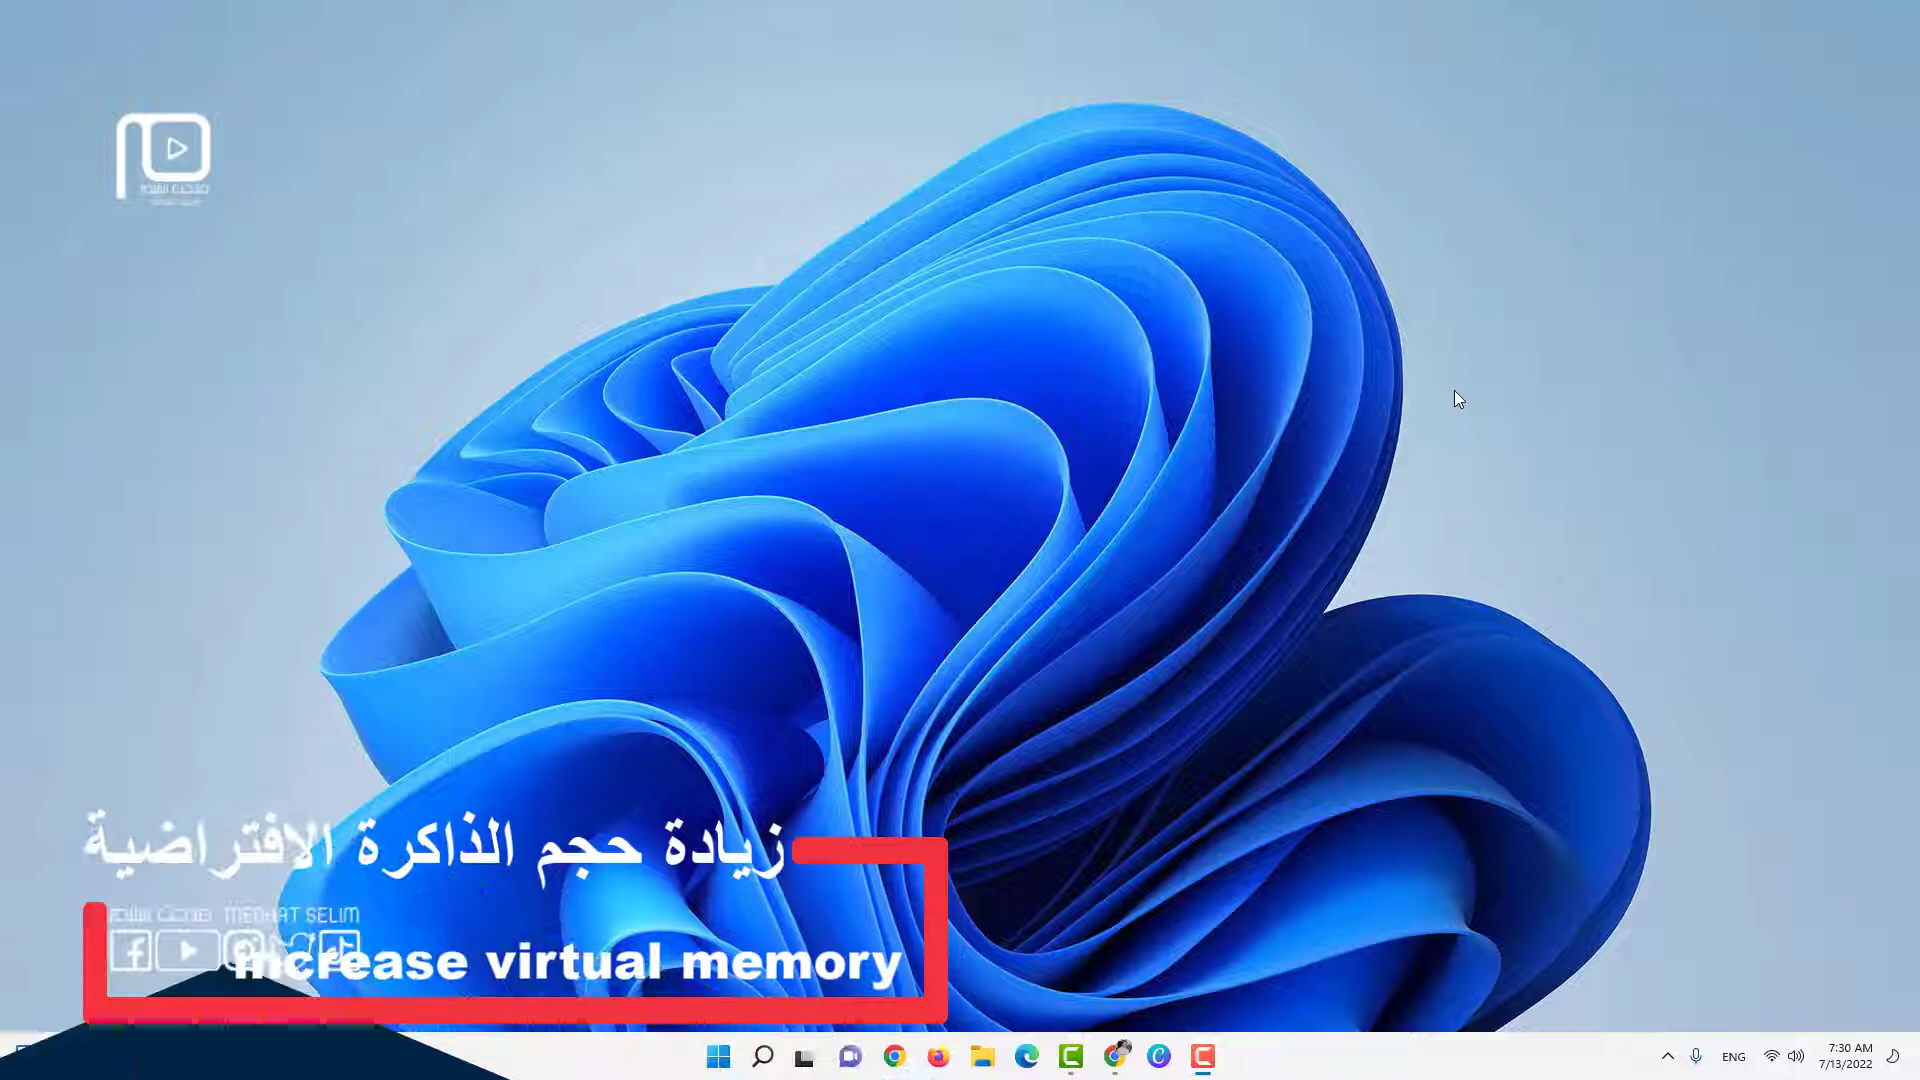 زيادة حجم الذاكرة الافتراضية
MEDHAT SELIM
Increase virtual memory
ENG
7:30 AM
7/13/2022